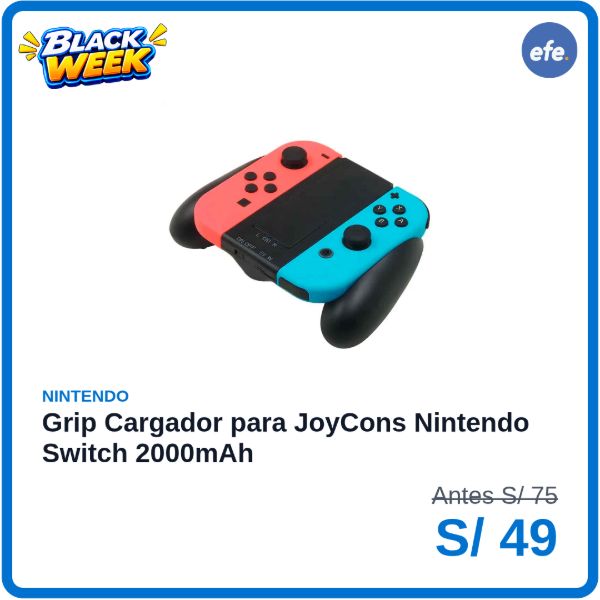 BLACK
WEEK
efe.
NINTENDO
Grip Cargador para JoyCons Nintendo
Switch 2000mAh
Antes S/ 75
S/ 49